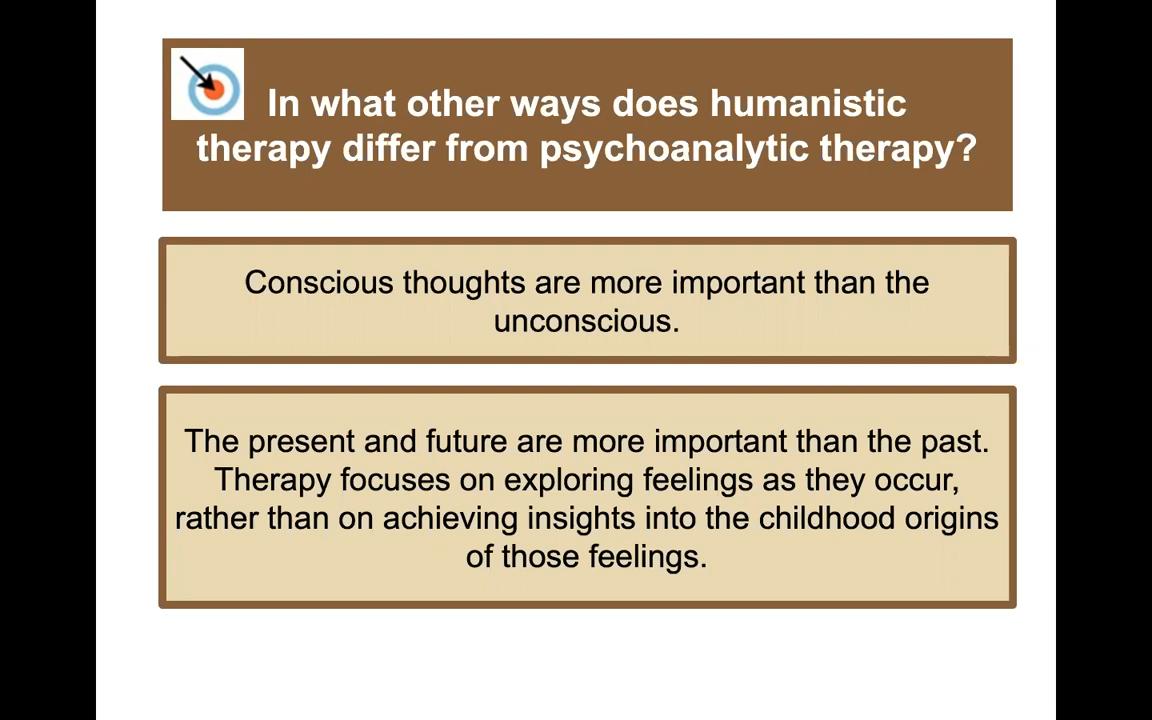 In what other ways does humanistic
therapy differ from psychoanalytic therapy?
Conscious thoughts are more important than the
unconscious.
The present and future are more important than the past.
Therapy focuses on exploring feelings as they occur,
rather than on achieving insights into the childhood origins
of those feelings.